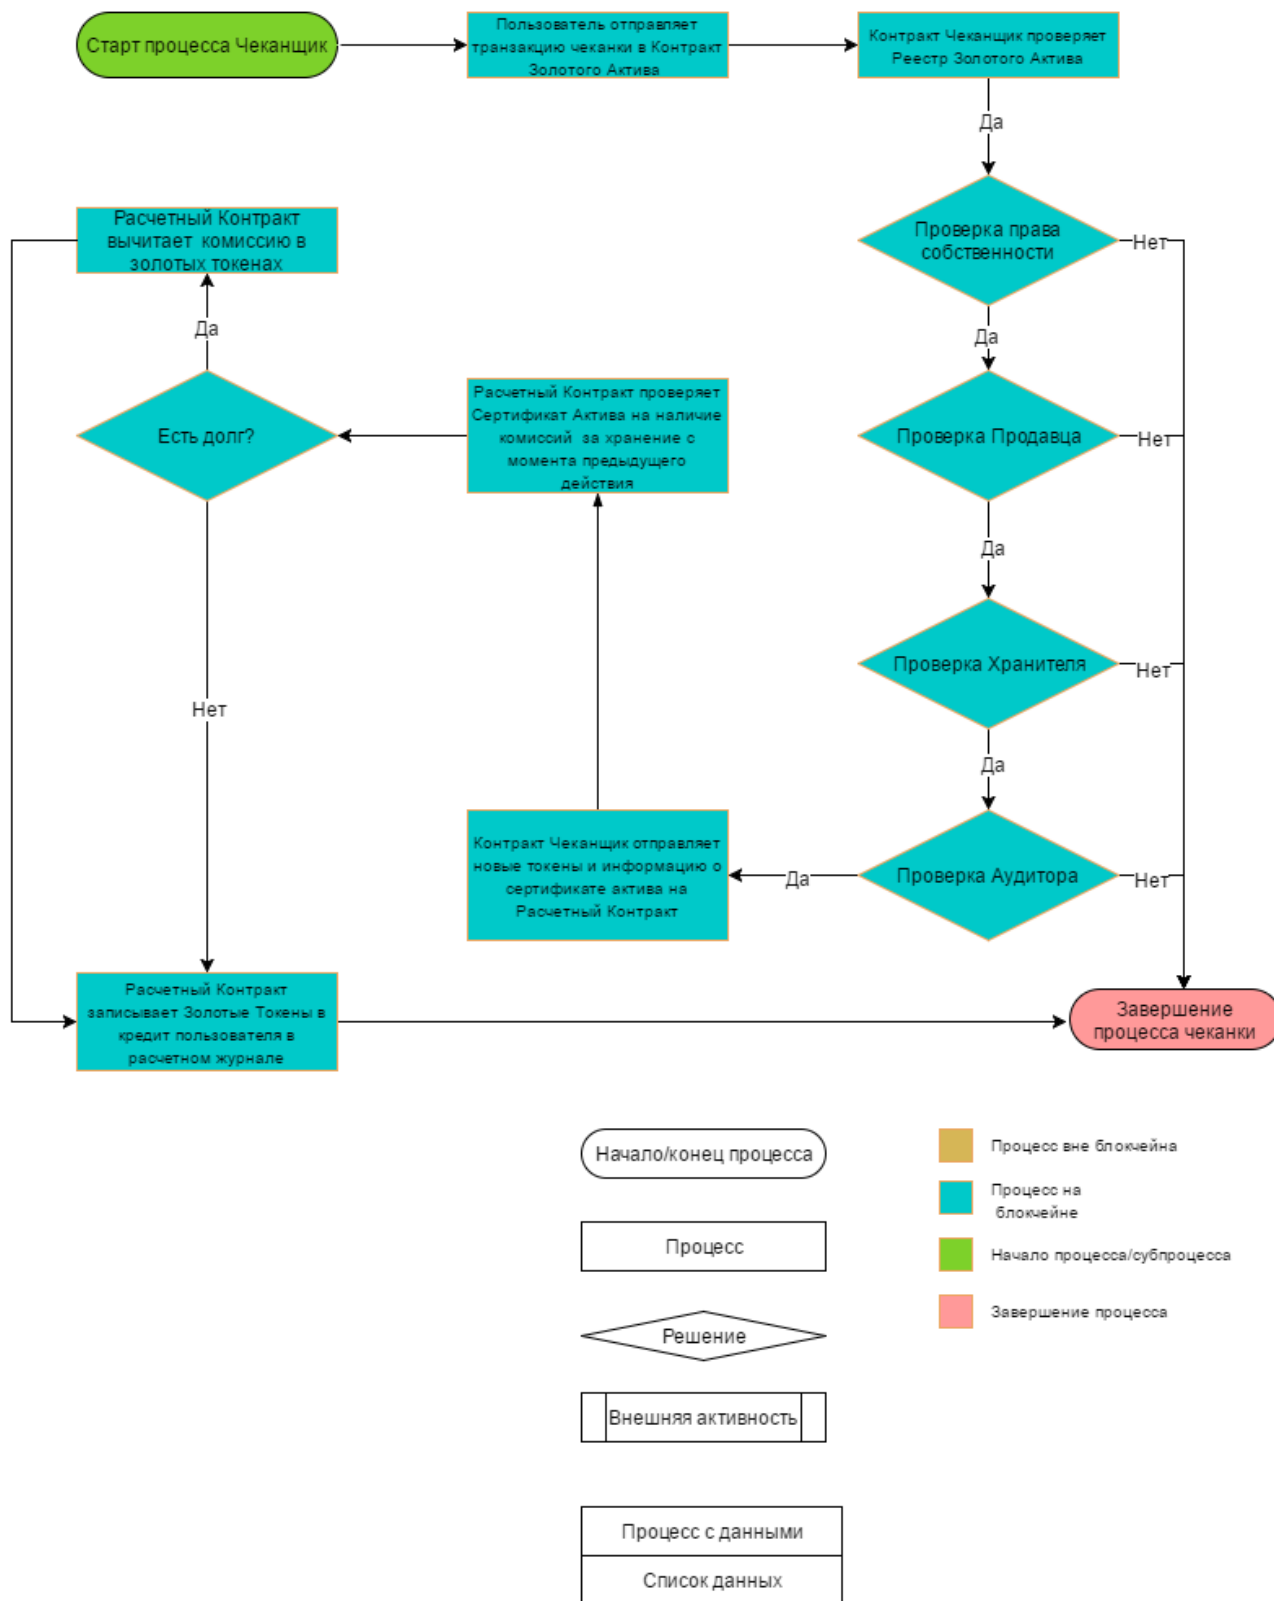 Старт процесса Чеканщик
Пользователь отправляет
транзакцию чеканки в Контракт
Золотого Актива
Контракт Чеканщик проверяет
Реестр Золотого Актива
Да
Проверка права
собственности
Нет
Да
Проверка Продавца
Нет
Да
Проверка Хранителя
Нет
Да
Проверка Аудитора
Нет
Да
Контракт Чеканщик отправляет
новые токены и информацию о
сертификате актива на
Расчетный Контракт
Расчетный Контракт проверяет
Сертификат Актива на наличие
комиссий за хранение с
момента предыдущего
действия
Есть долг?
Да
Расчетный Контракт
вычитает комиссию в
золотых токенах
Нет
Расчетный Контракт
записывает Золотые Токены в
кредит пользователя в
расчетном журнале
Завершение
процесса чеканки
Начало/конец процесса
Процесс
Решение
Внешняя активность
Процесс с данными
Список данных
Процесс вне блокчейна
Процесс на
блокчейне
Начало процесса/субпроцесса
Завершение процесса